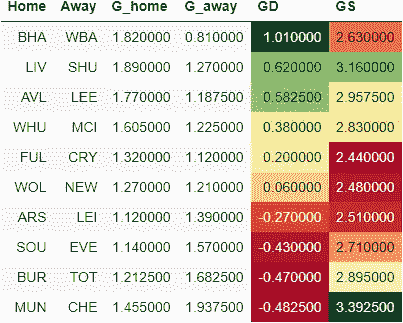 Home Away G_home G_away GD GS
BHA WBA 1.820000 0.810000 1.010000 2.630000
LIV SHU 1.890000 1.270000 0.620000 3.160000
AVL LEE 1.770000 1.187500 0.582500 2.957500
WHU MCI 1.605000 1.225000 0.380000 2.830000
FUL CRY 1.320000 1.120000 0.200000 2.440000
WOL NEW 1.270000 1.210000 0.060000 2.480000
ARS LEI 1.120000 1.390000 -0.270000 2.510000
SOU EVE 1.140000 1.570000 -0.430000 2.710000
BUR TOT 1.212500 1.682500 -0.470000 2.895000
MUN CHE 1.455000 1.937500 -0.482500 3.392500